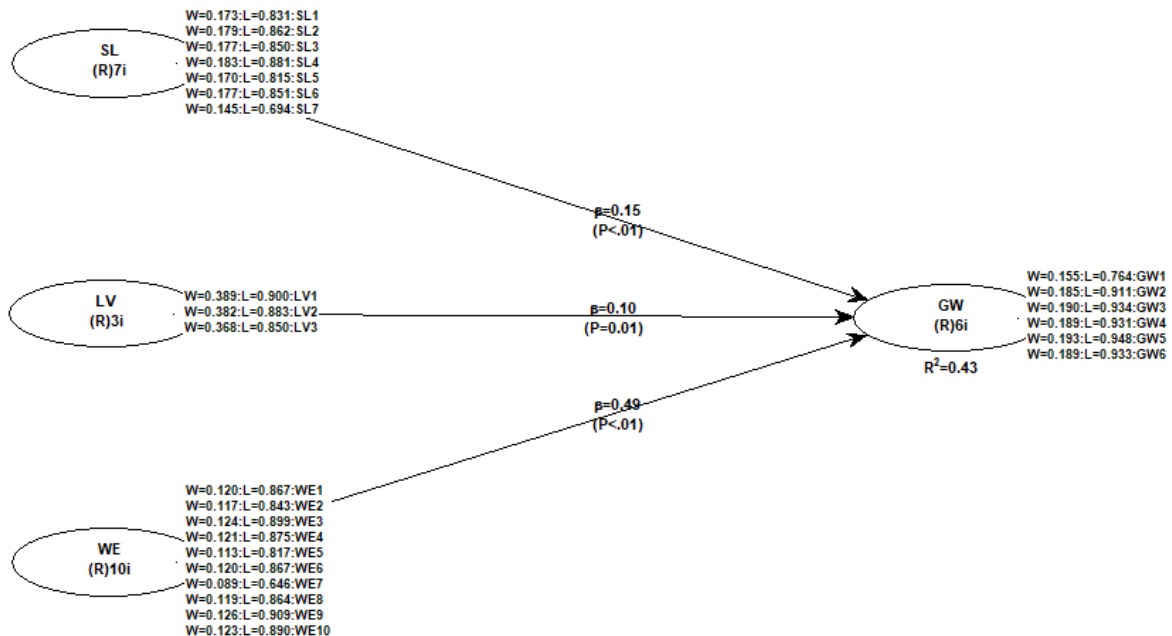 SL
(R)7i
W=0.173:L=0.831:SL1
W=0.179:L=0.862:SL2
W=0.177:L=0.850:SL3
W=0.183:L=0.881:SL4
W=0.170:L=0.815:SL5
W=0.177:L=0.851:SL6
W=0.145:L=0.694:SL7
β=0.15
(P<.01)
LV
(R)3i
W=0.389:L=0.900:LV1
W=0.382:L=0.883:LV2
W=0.368:L=0.850:LV3
β=0.10
(P=0.01)
GW
(R)6i
R²=0.43
W=0.155:L=0.764:GW1
W=0.185:L=0.911:GW2
W=0.190:L=0.934:GW3
W=0.189:L=0.931:GW4
W=0.193:L=0.948:GW5
W=0.189:L=0.933:GW6
β=0.49
(P<.01)
WE
(R)10i
W=0.120:L=0.867:WE1
W=0.117:L=0.843:WE2
W=0.124:L=0.899:WE3
W=0.121:L=0.875:WE4
W=0.113:L=0.817:WE5
W=0.120:L=0.867:WE6
W=0.089:L=0.646:WE7
W=0.119:L=0.864:WE8
W=0.126:L=0.909:WE9
W=0.123:L=0.890:WE10